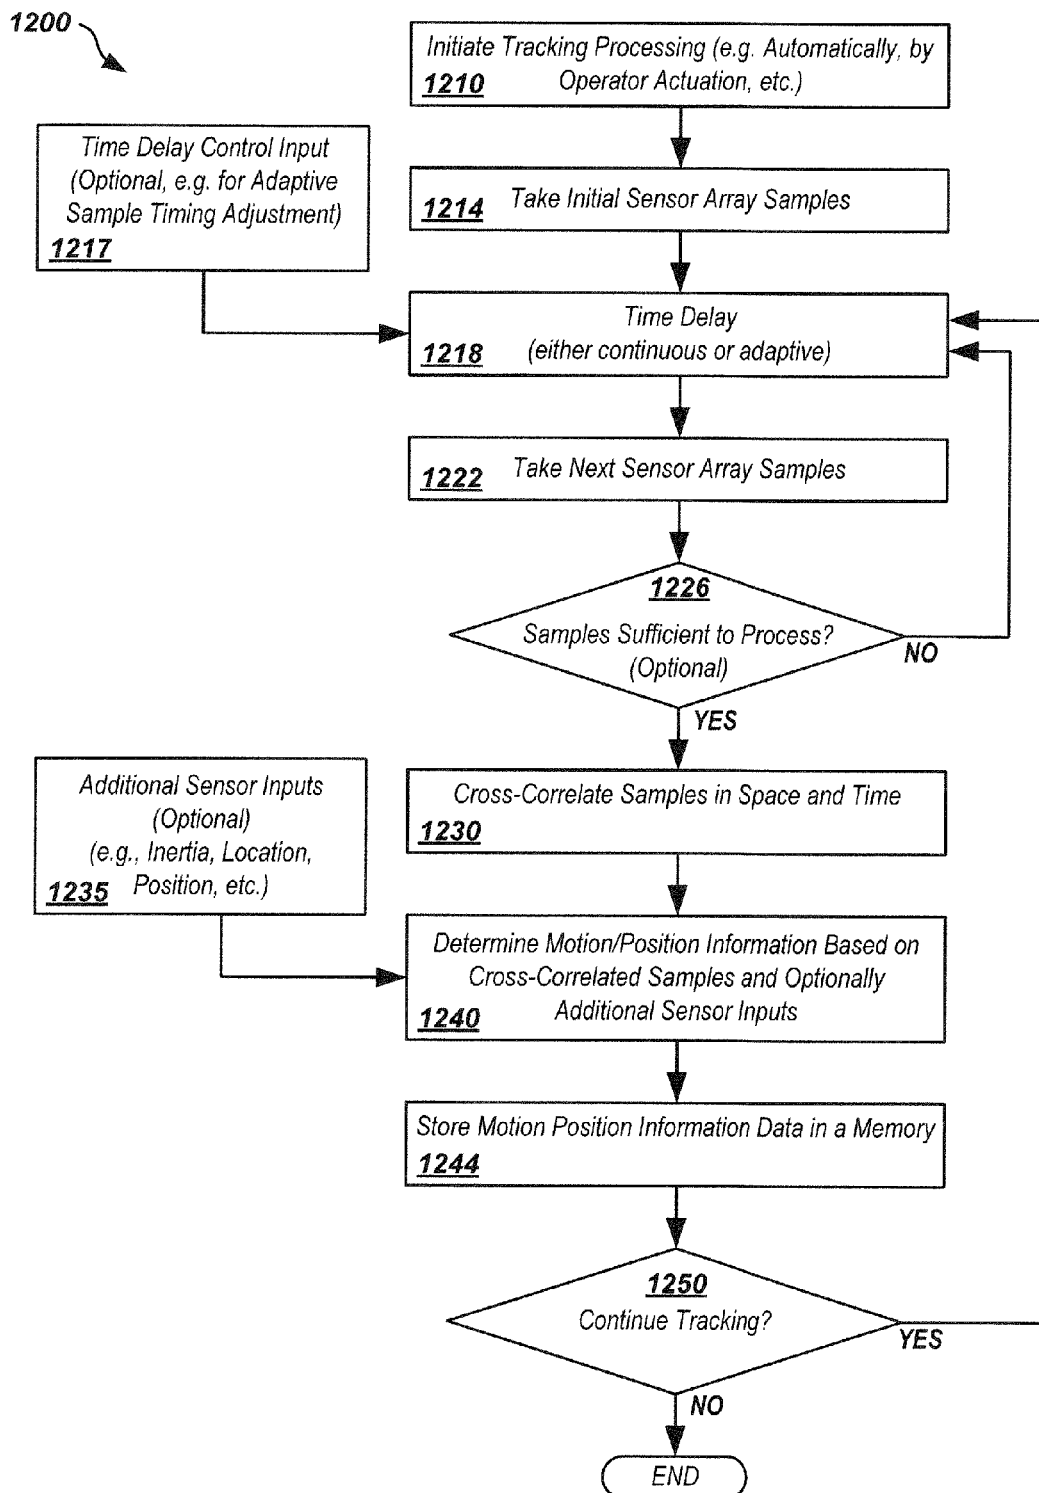 1200
Initiate Tracking Processing (e.g. Automatically, by
1210 Operator Actuation, etc.)
Time Delay Control Input
(Optional, e.g. for Adaptive
Sample Timing Adjustment)
1217
1214 Take Initial Sensor Array Samples
Time Delay
1218 (either continuous or adaptive)
1222 Take Next Sensor Array Samples
1226
Samples Sufficient to Process?
(Optional)
NO
YES
Additional Sensor Inputs
(Optional)
(e.g., Inertia, Location,
1235 Position, etc.)
Cross-Correlate Samples in Space and Time
1230
Determine Motion/Position Information Based on
Cross-Correlated Samples and Optionally
1240 Additional Sensor Inputs
Store Motion Position Information Data in a Memory
1244
1250
Continue Tracking?
YES
NO
END